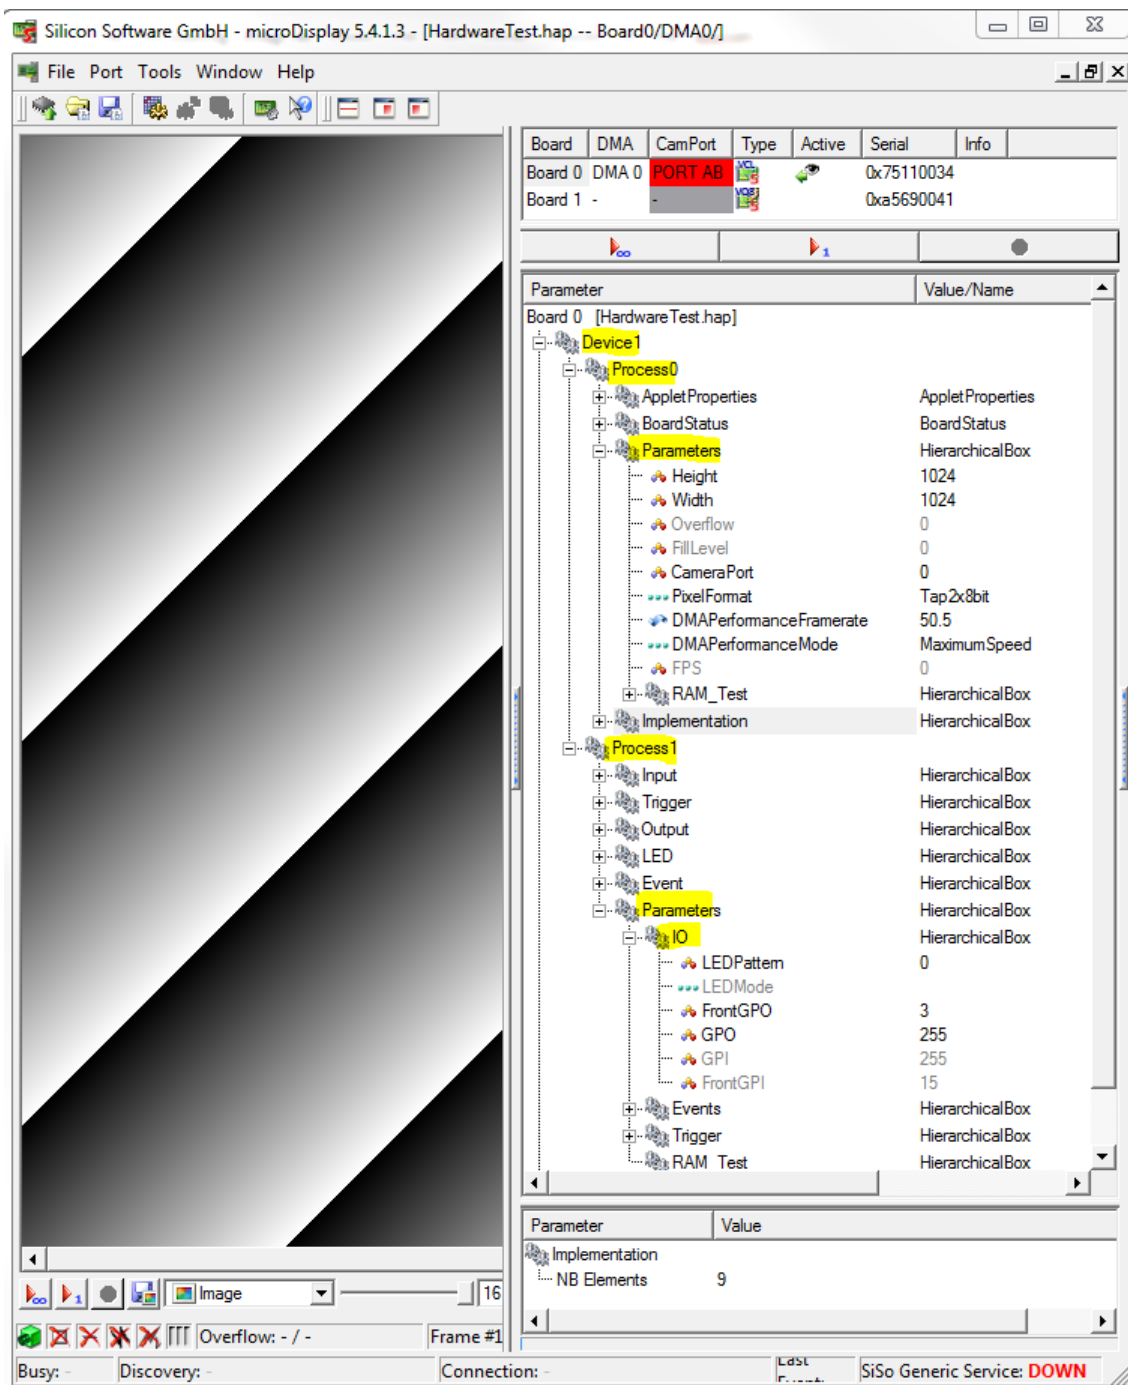 Silicon Software GmbH - microDisplay 5.4.1.3 - [HardwareTest.hap -- Board0/DMA0/]
File Port Tools Window Help
Board DMA CamPort Type Active Serial Info
Board 0 DMA 0 PORT AB VCL 0x75110034
Board 1 - - 0xa5690041
∞ 1
Parameter Value/Name
Board 0 [HardwareTest.hap]
Device1
Process0
AppletProperties AppletProperties
BoardStatus BoardStatus
Parameters HierarchicalBox
Height 1024
Width 1024
Overflow 0
FillLevel 0
CameraPort 0
PixelFormat Tap2x8bit
DMAPerformanceFramerate 50.5
DMAPerformanceMode MaximumSpeed
FPS 0
RAM_Test HierarchicalBox
Implementation HierarchicalBox
Process1
Input HierarchicalBox
Trigger HierarchicalBox
Output HierarchicalBox
LED HierarchicalBox
Event HierarchicalBox
Parameters HierarchicalBox
IO HierarchicalBox
LEDPattern 0
LEDMode
FrontGPO 3
GPO 255
GPI 255
FrontGPI 15
Events HierarchicalBox
Trigger HierarchicalBox
RAM_Test HierarchicalBox
Parameter Value
Implementation
NB Elements 9
∞ 1 Image 16
Overflow: - / - Frame #1
Busy: - Discovery: - Connection: - Last SiSo Generic Service: DOWN